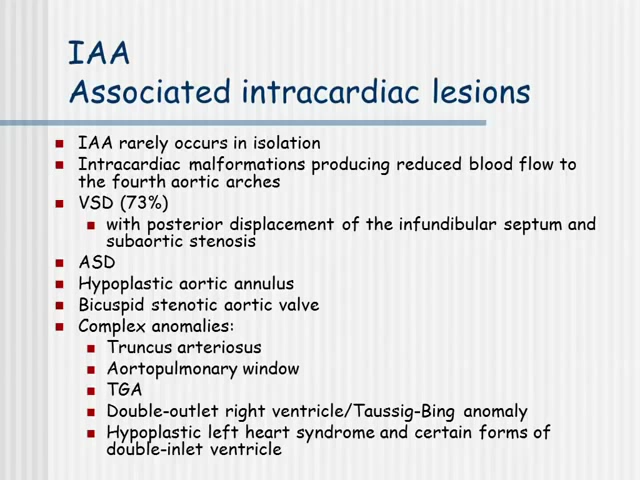 IAA
Associated intracardiac lesions
IAA rarely occurs in isolation
Intracardiac malformations producing reduced blood flow to
the fourth aortic arches
VSD (73%)
with posterior displacement of the infundibular septum and
subaortic stenosis
ASD
Hypoplastic aortic annulus
Bicuspid stenotic aortic valve
Complex anomalies:
Truncus arteriosus
Aortopulmonary window
TGA
Double-outlet right ventricle/Taussig-Bing anomaly
Hypoplastic left heart syndrome and certain forms of
double-inlet ventricle